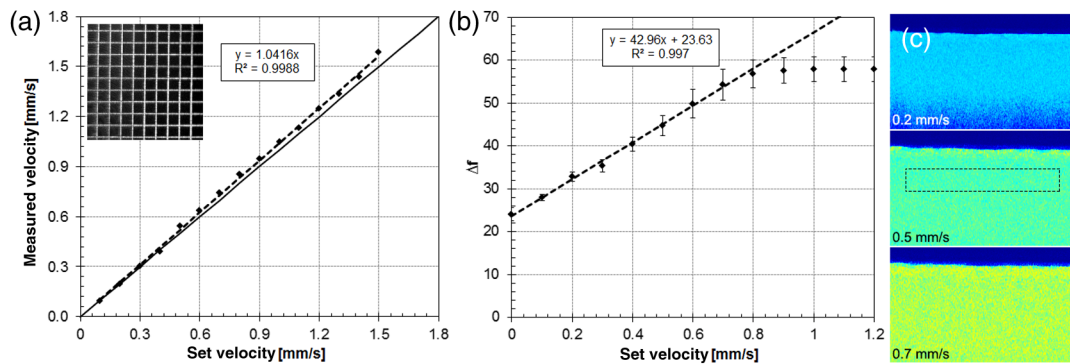 (a)
1.8
1.5
1.2
0.9
0.6
0.3
0.0
Measured velocity [mm/s]
y = 1.0416x
R² = 0.9988
0.0 0.3 0.6 0.9 1.2 1.5 1.8
Set velocity [mm/s]
(b)
70
60
50
40
30
20
10
0
Δf
y = 42.96x + 23.63
R² = 0.997
0 0.2 0.4 0.6 0.8 1 1.2
Set velocity [mm/s]
(c)
0.2 mm/s
0.5 mm/s
0.7 mm/s